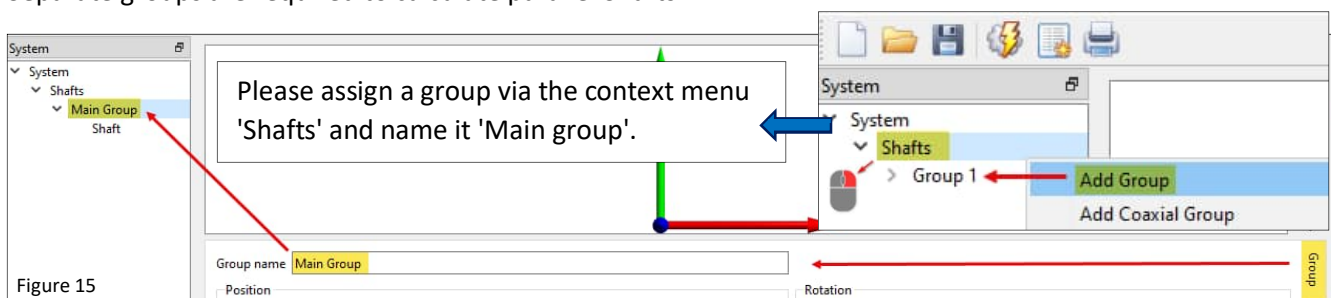 System
System
Shafts
Main Group
Shaft
Please assign a group via the context menu
'Shafts' and name it 'Main group'.
System
System
Shafts
Group 1
Add Group
Add Coaxial Group
Group name Main Group
Group
Position
Rotation
Figure 15